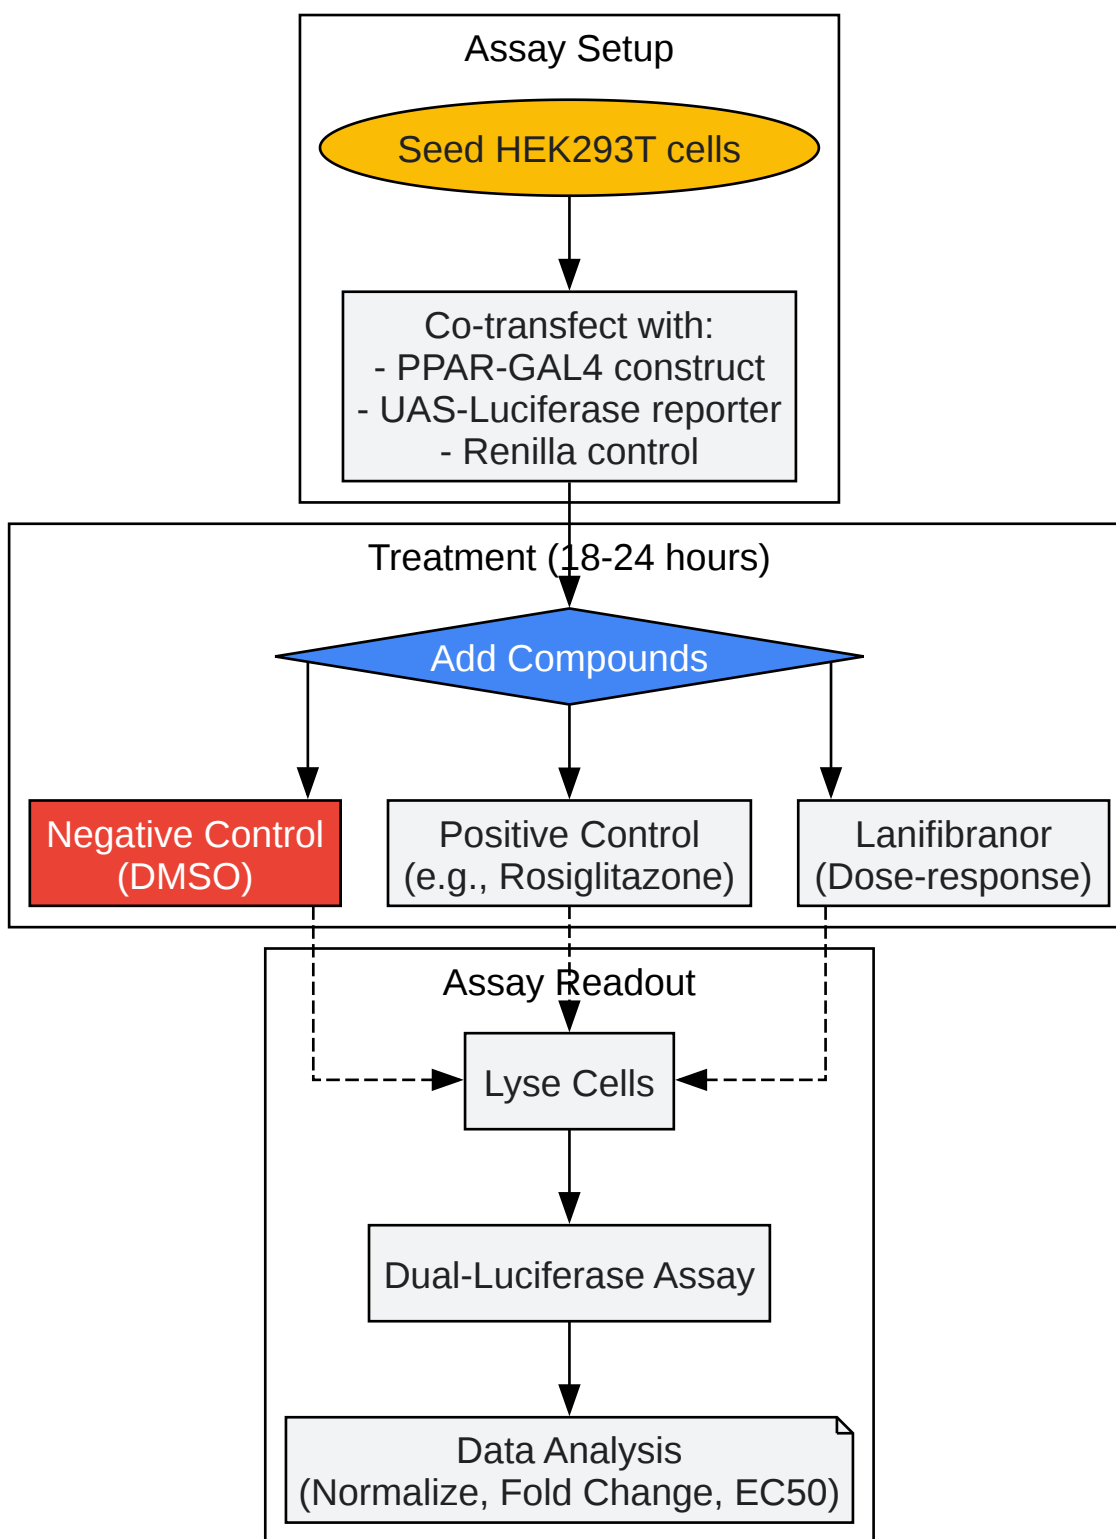 Assay Setup
Seed HEK293T cells
Co-transfect with:
- PPAR-GAL4 construct
- UAS-Luciferase reporter
- Renilla control
Treatment (18-24 hours)
Add Compounds
Negative Control
(DMSO)
Positive Control
(e.g., Rosiglitazone)
Lanifibranor
(Dose-response)
Assay Readout
Lyse Cells
Dual-Luciferase Assay
Data Analysis
(Normalize, Fold Change, EC50)